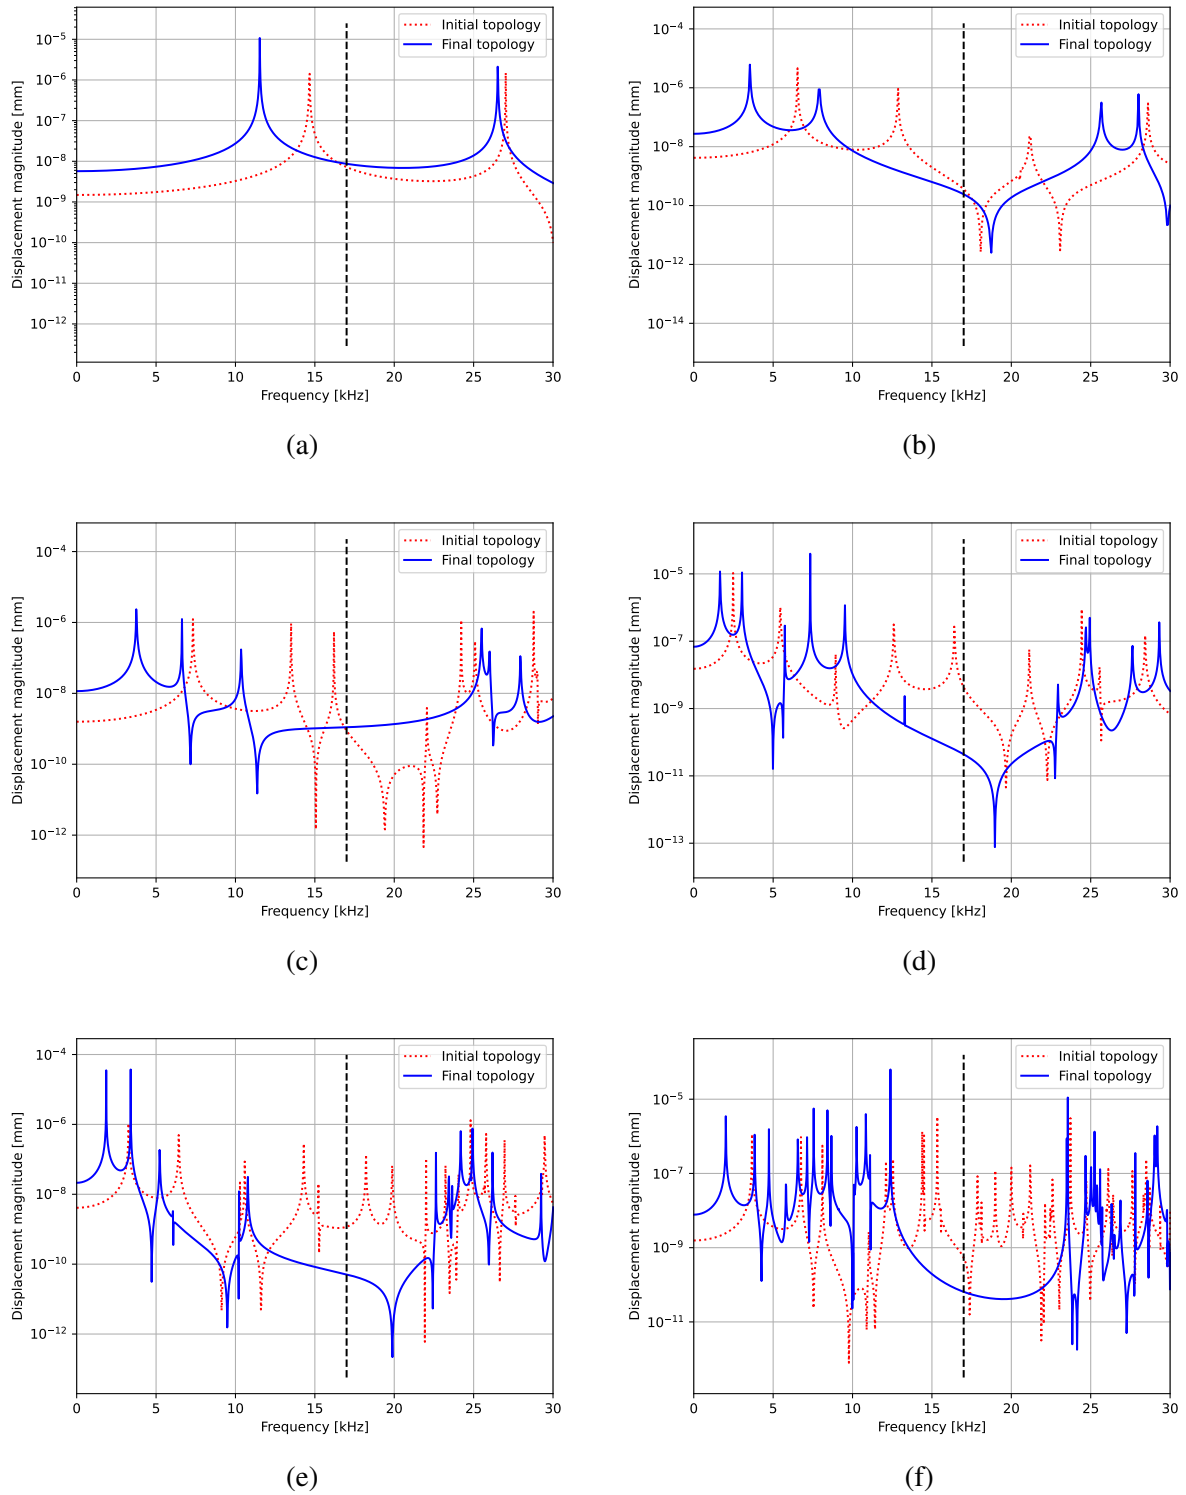 Initial topology
Final topology
Displacement magnitude [mm]
10⁻⁵
10⁻⁶
10⁻⁷
10⁻⁸
10⁻⁹
10⁻¹⁰
10⁻¹¹
10⁻¹²
0 5 10 15 20 25 30
Frequency [kHz]
(a)
Initial topology
Final topology
Displacement magnitude [mm]
10⁻⁴
10⁻⁶
10⁻⁸
10⁻¹⁰
10⁻¹²
10⁻¹⁴
0 5 10 15 20 25 30
Frequency [kHz]
(b)
Initial topology
Final topology
Displacement magnitude [mm]
10⁻⁴
10⁻⁶
10⁻⁸
10⁻¹⁰
10⁻¹²
0 5 10 15 20 25 30
Frequency [kHz]
(c)
Initial topology
Final topology
Displacement magnitude [mm]
10⁻⁵
10⁻⁷
10⁻⁹
10⁻¹¹
10⁻¹³
0 5 10 15 20 25 30
Frequency [kHz]
(d)
Initial topology
Final topology
Displacement magnitude [mm]
10⁻⁴
10⁻⁶
10⁻⁸
10⁻¹⁰
10⁻¹²
0 5 10 15 20 25 30
Frequency [kHz]
(e)
Initial topology
Final topology
Displacement magnitude [mm]
10⁻⁵
10⁻⁷
10⁻⁹
10⁻¹¹
0 5 10 15 20 25 30
Frequency [kHz]
(f)